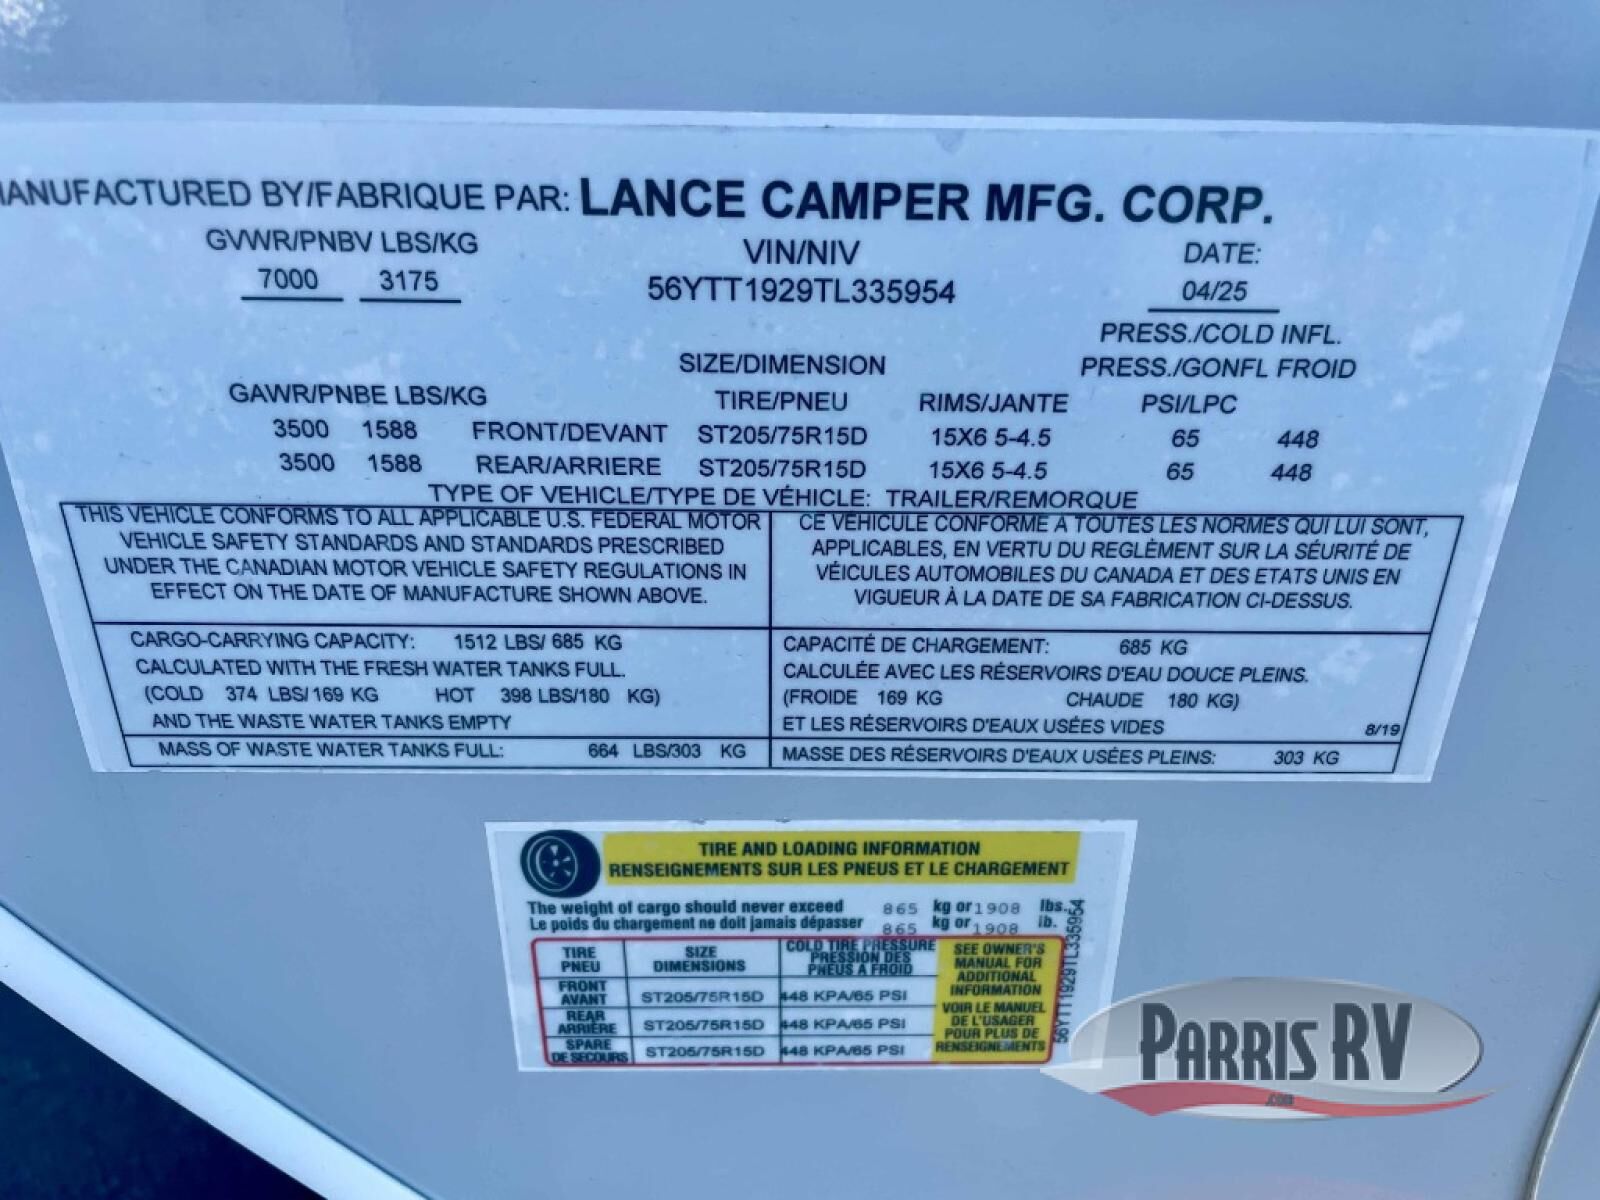 MANUFACTURED BY/FABRIQUE PAR: LANCE CAMPER MFG. CORP.
GVWR/PNBV LBS/KG VIN/NIV DATE:
7000 3175 56YTT1929TL335954 04/25
PRESS./COLD INFL.
SIZE/DIMENSION PRESS./GONFL FROID
GAWR/PNBE LBS/KG TIRE/PNEU RIMS/JANTE PSI/LPC
3500 1588 FRONT/DEVANT ST205/75R15D 15X6 5-4.5 65 448
3500 1588 REAR/ARRIERE ST205/75R15D 15X6 5-4.5 65 448
TYPE OF VEHICLE/TYPE DE VÉHICLE: TRAILER/REMORQUE
THIS VEHICLE CONFORMS TO ALL APPLICABLE U.S. FEDERAL MOTOR
VEHICLE SAFETY STANDARDS AND STANDARDS PRESCRIBED
UNDER THE CANADIAN MOTOR VEHICLE SAFETY REGULATIONS IN
EFFECT ON THE DATE OF MANUFACTURE SHOWN ABOVE.
CE VÉHICULE CONFORME A TOUTES LES NORMES QUI LUI SONT,
APPLICABLES, EN VERTU DU REGLÈMENT SUR LA SÉURITÉ DE
VÉICULES AUTOMOBILES DU CANADA ET DES ETATS UNIS EN
VIGUEUR À LA DATE DE SA FABRICATION CI-DESSUS.
CARGO-CARRYING CAPACITY: 1512 LBS/ 685 KG
CALCULATED WITH THE FRESH WATER TANKS FULL.
(COLD 374 LBS/169 KG HOT 398 LBS/180 KG)
AND THE WASTE WATER TANKS EMPTY
CAPACITÉ DE CHARGEMENT: 685 KG
CALCULÉE AVEC LES RÉSERVOIRS D'EAU DOUCE PLEINS.
(FROIDE 169 KG CHAUDE 180 KG)
ET LES RÉSERVOIRS D'EAUX USÉES VIDES 8/19
MASS OF WASTE WATER TANKS FULL: 664 LBS/303 KG
MASSE DES RÉSERVOIRS D'EAUX USÉES PLEINS: 303 KG
TIRE AND LOADING INFORMATION
RENSEIGNEMENTS SUR LES PNEUS ET LE CHARGEMENT
The weight of cargo should never exceed 865 kg or 1908 lbs.
Le poids du chargement ne doit jamais dépasser 865 kg or 1908 lb.
TIRE
PNEU
SIZE
DIMENSIONS
COLD TIRE PRESSURE
PRESSION DES
PNEUS A FROID
FRONT
AVANT
ST205/75R15D 448 KPA/65 PSI
REAR
ARRIÈRE
ST205/75R15D 448 KPA/65 PSI
SPARE
DE SECOURS
ST205/75R15D 448 KPA/65 PSI
SEE OWNER'S
MANUAL FOR
ADDITIONAL
INFORMATION
VOIR LE MANUEL
DE L'USAGER
POUR PLUS DE
RENSEIGNEMENTS
56YTT1929TL335954
PARRIS RV
.com